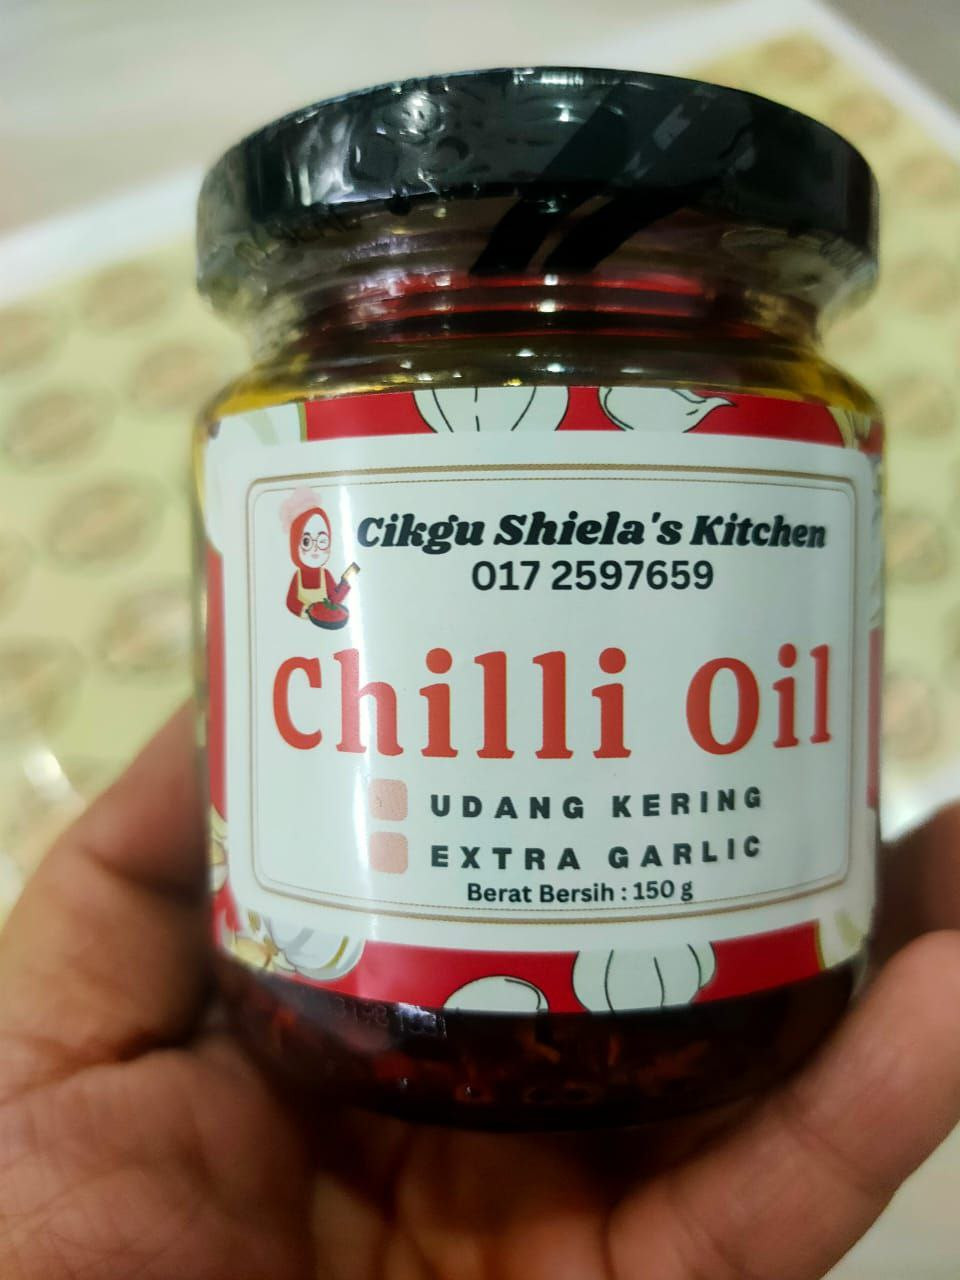 Cikgu Shiela's Kitchen
017 2597659
Chilli Oil
UDANG KERING
EXTRA GARLIC
Berat Bersih : 150 g